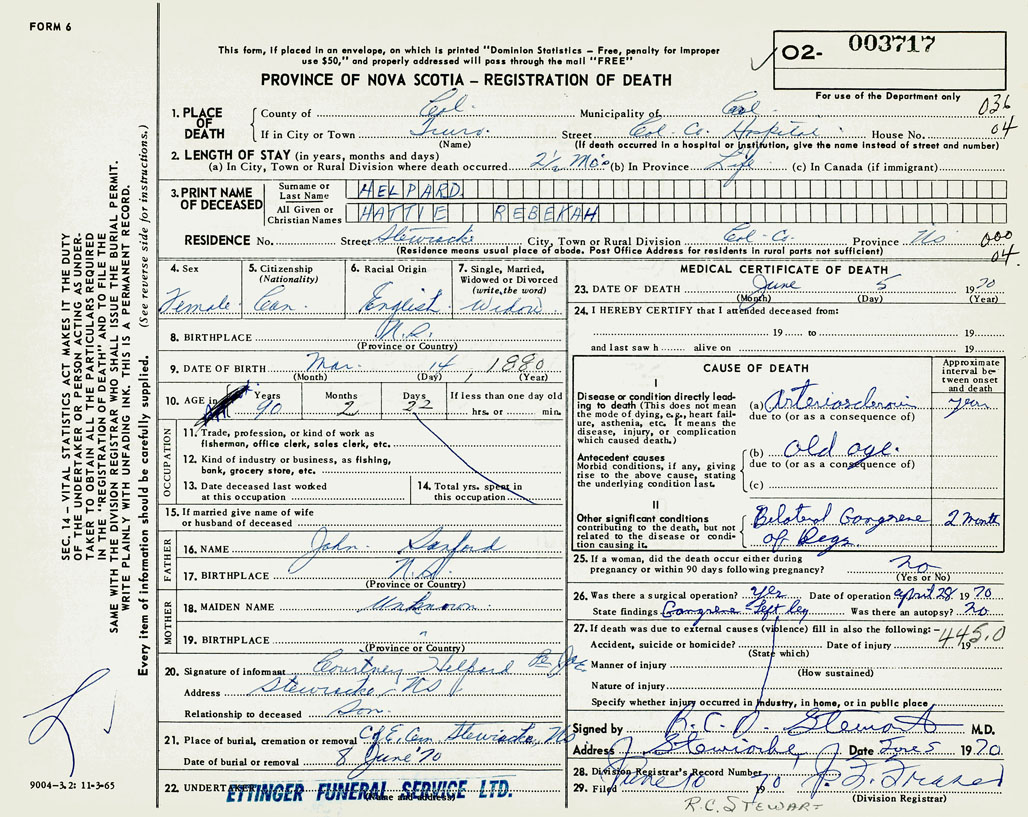 FORM 6
This form, if placed in an envelope, on which is printed "Dominion Statistics – Free, penalty for improper
use $50," and properly addressed will pass through the mail "FREE"
PROVINCE OF NOVA SCOTIA – REGISTRATION OF DEATH
O2- 003717
For use of the Department only
036
04
1. PLACE OF DEATH
County of Col. Municipality of Col.
If in City or Town Truro. Street Col. Co. Hospital House No.
(Name) (If death occurred in a hospital or institution, give the name instead of street and number)
2. LENGTH OF STAY (in years, months and days)
(a) In City, Town or Rural Division where death occurred 2½ Mo's (b) In Province Life (c) In Canada (if immigrant)
3. PRINT NAME OF DECEASED
Surname or Last Name HELPARD
All Given or Christian Names HATTIE REBEKAH
RESIDENCE No. Street Stewiacke City, Town or Rural Division Col-Co. Province NS
000
04.
(Residence means usual place of abode. Post Office Address for residents in rural parts not sufficient)
4. Sex
Female
5. Citizenship
(Nationality)
Can
6. Racial Origin
English
7. Single, Married,
Widowed or Divorced
(write the word)
Widow
8. BIRTHPLACE N.S.
(Province or Country)
9. DATE OF BIRTH Mar. 14, 1880
(Month) (Day) (Year)
10. AGE in Years 90 Months 2 Days 22 If less than one day old
hrs. or min.
OCCUPATION
11. Trade, profession, or kind of work as
fisherman, office clerk, sales clerk, etc.
12. Kind of industry or business, as fishing,
bank, grocery store, etc.
13. Date deceased last worked
at this occupation
14. Total yrs. spent in
this occupation
15. If married give name of wife
or husband of deceased
FATHER
16. NAME John Sanford
17. BIRTHPLACE N.S.
(Province or Country)
MOTHER
18. MAIDEN NAME Unknown.
19. BIRTHPLACE "
(Province or Country)
20. Signature of informant Courtney Helpard
Address Stewiacke, NS
Relationship to deceased Son.
21. Place of burial, cremation or removal C of E. Cem Stewiacke, NS
Date of burial or removal 8 June '70
22. UNDERTAKER ETTINGER FUNERAL SERVICE LTD.
(Name and address)
MEDICAL CERTIFICATE OF DEATH
23. DATE OF DEATH June 5 1970
(Month) (Day) (Year)
24. I HEREBY CERTIFY that I attended deceased from:
19 to 19
and last saw h alive on 19
CAUSE OF DEATH
Approximate
interval be-
tween onset
and death
I
Disease or condition directly lead-
ing to death (This does not mean
the mode of dying, e.g., heart fail-
ure, asthenia, etc. It means the
disease, injury, or complication
which caused death.)
(a) Arteriosclerosis years
due to (or as a consequence of)
Antecedent causes
Morbid conditions, if any, giving
rise to the above cause, stating
the underlying condition last.
(b) Old age.
due to (or as a consequence of)
(c)
II
Other significant conditions
contributing to the death, but not
related to the disease or condi-
tion causing it.
Bilateral Gangrene 2 Month
of Legs.
25. If a woman, did the death occur either during
pregnancy or within 90 days following pregnancy? no
(Yes or No)
26. Was there a surgical operation? yes Date of operation april 28 1970
State findings Gangrene - Left leg Was there an autopsy? no
27. If death was due to external causes (violence) fill in also the following:–
445.0
Accident, suicide or homicide? Date of injury 19
(State which)
Manner of injury
(How sustained)
Nature of injury
Specify whether injury occurred in industry, in home, or in public place
Signed by R. C. D. Stewart M.D.
Address Stewiacke, Date June 5 1970
28. Division Registrar's Record Number
29. Filed June 10 1970
(Division Registrar)
R.C. STEWART
SEC. 14 – VITAL STATISTICS ACT MAKES IT THE DUTY
OF THE UNDERTAKER OR PERSON ACTING AS UNDER-
TAKER TO OBTAIN ALL THE PARTICULARS REQUIRED
IN THE "REGISTRATION OF DEATH" AND TO FILE THE
SAME WITH THE DIVISION REGISTRAR WHO SHALL ISSUE THE BURIAL PERMIT.
WRITE PLAINLY WITH UNFADING INK. THIS IS A PERMANENT RECORD.
Every item of information should be carefully supplied. (See reverse side for instructions.)
9004–3.2: 11-3-65